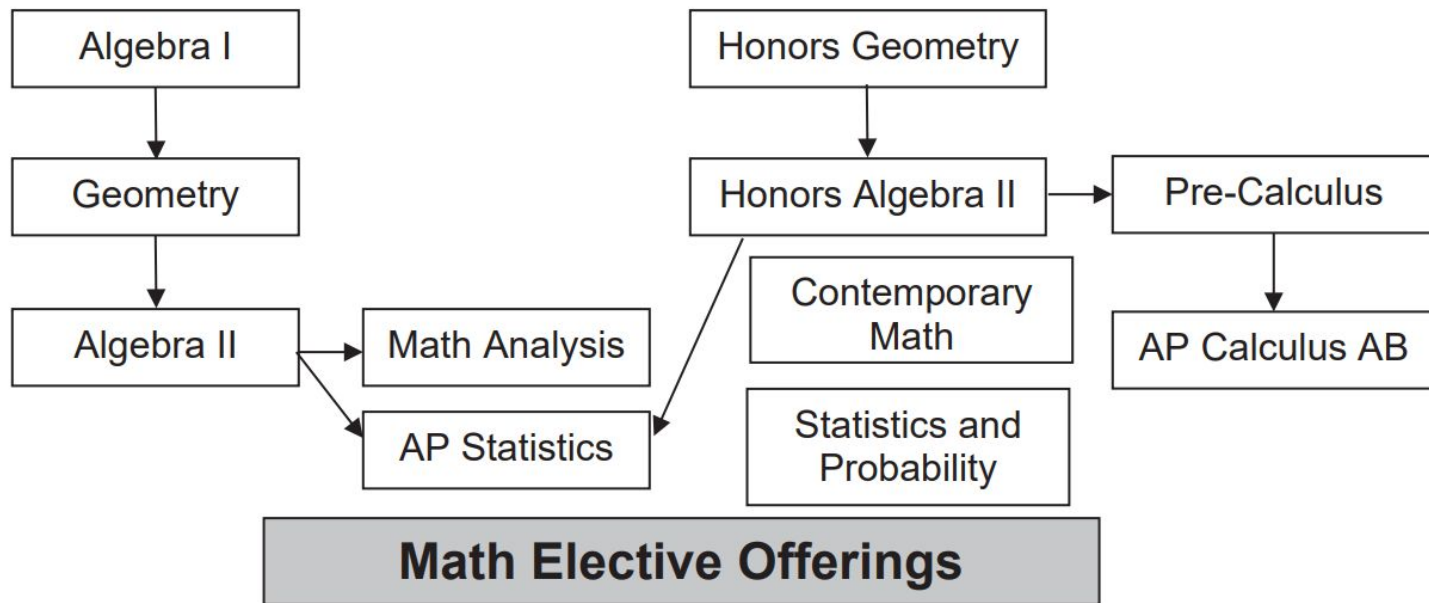 Algebra I
Honors Geometry
Geometry
Honors Algebra II
Pre-Calculus
Contemporary
Math
Algebra II
Math Analysis
AP Calculus AB
AP Statistics
Statistics and
Probability
Math Elective Offerings